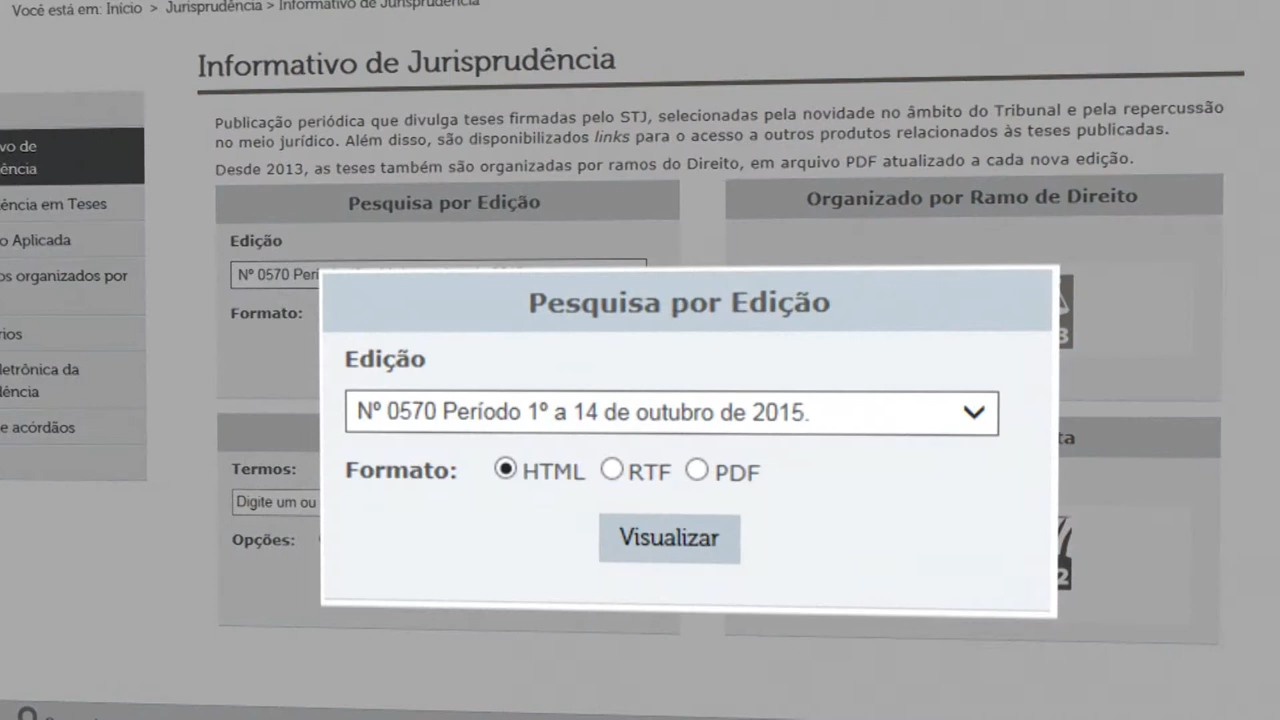 Você está em: Início > Jurisprudência > Informativo de Jurisprudência
Informativo de Jurisprudência
Publicação periódica que divulga teses firmadas pelo STJ, selecionadas pela novidade no âmbito do Tribunal e pela repercussão
no meio jurídico. Além disso, são disponibilizados links para o acesso a outros produtos relacionados às teses publicadas.
Desde 2013, as teses também são organizadas por ramos do Direito, em arquivo PDF atualizado a cada nova edição.
vo de
ência
ência em Teses
o Aplicada
os organizados por
rios
letrônica da
dência
e acórdãos
Pesquisa por Edição
Edição
Nº 0570 Perí
Formato:
Organizado por Ramo de Direito
3
Pesquisa por Edição
Edição
Nº 0570 Período 1º a 14 de outubro de 2015.
Formato: HTML RTF PDF
Visualizar
Termos:
Digite um ou
Opções:
ta
2